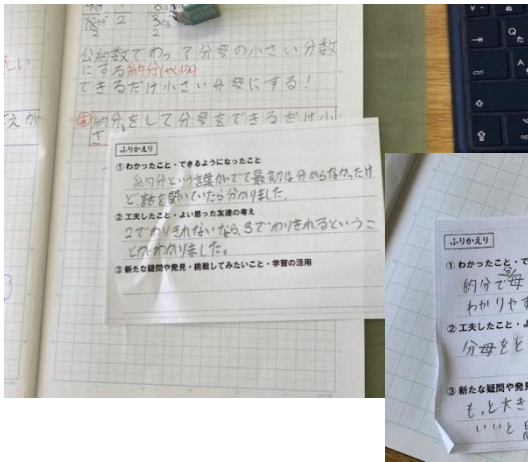 公約数でわって分母の小さい分数
にする約分(やくぶん)
できるだけ小さい分母にする！
約分をして分母をできるだけ小
さ
ふりかえり
① わかったこと・できるようになったこと
約分という言葉がでて最初は分からなかったけ
ど話を聞いていたら分かりました。
② 工夫したこと・よい思った友達の考え
2でわりきれないなら、3でわりきれるというこ
とがわかりました。
③ 新たな疑問や発見・挑戦してみたいこと・学習の活用
ふりかえり
① わかったこと・で
約分で分母
わかりやす
② 工夫したこと・よ
分母をと
③ 新たな疑問や発見
もっと大き
いいと思